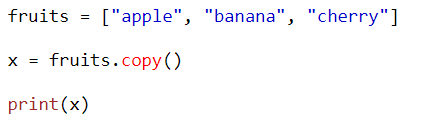 fruits = ["apple", "banana", "cherry"]
x = fruits.copy()
print(x)